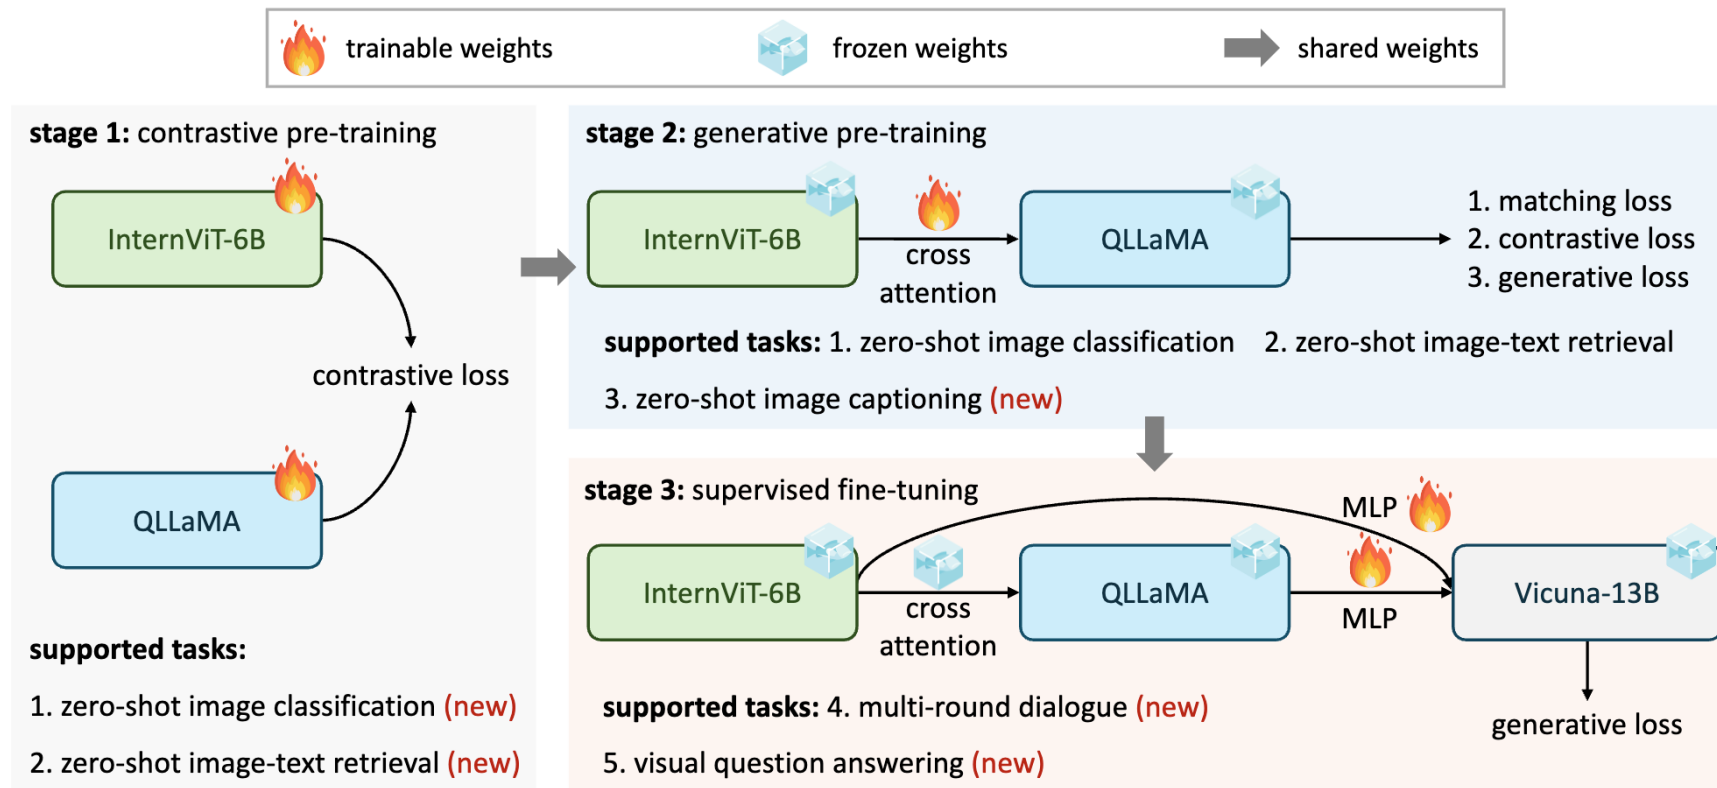 trainable weights
frozen weights
shared weights
stage 1: contrastive pre-training
InternViT-6B
contrastive loss
QLLaMA
supported tasks:
1. zero-shot image classification (new)
2. zero-shot image-text retrieval (new)
stage 2: generative pre-training
InternViT-6B
cross
attention
QLLaMA
1. matching loss
2. contrastive loss
3. generative loss
supported tasks: 1. zero-shot image classification 2. zero-shot image-text retrieval
3. zero-shot image captioning (new)
stage 3: supervised fine-tuning
MLP
InternViT-6B
cross
attention
QLLaMA
MLP
Vicuna-13B
generative loss
supported tasks: 4. multi-round dialogue (new)
5. visual question answering (new)